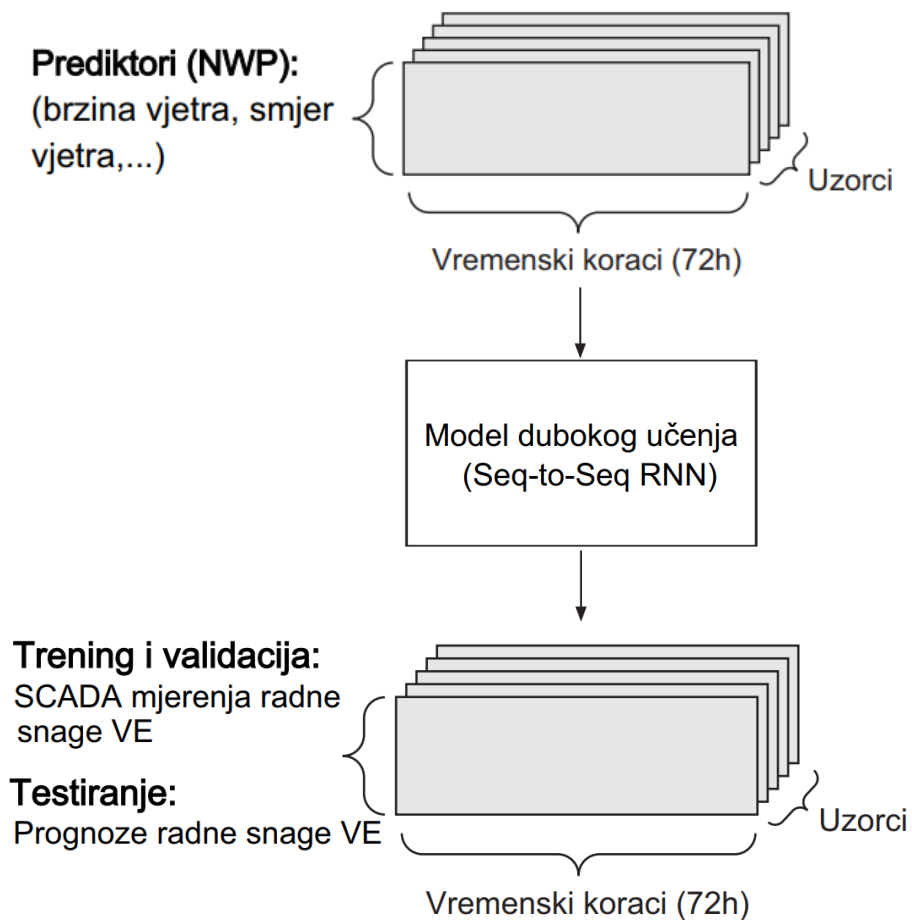 Prediktori (NWP):
(brzina vjetra, smjer
vjetra,...)
Uzorci
Vremenski koraci (72h)
Model dubokog učenja
(Seq-to-Seq RNN)
Trening i validacija:
SCADA mjerenja radne
snage VE
Testiranje:
Prognoze radne snage VE
Uzorci
Vremenski koraci (72h)